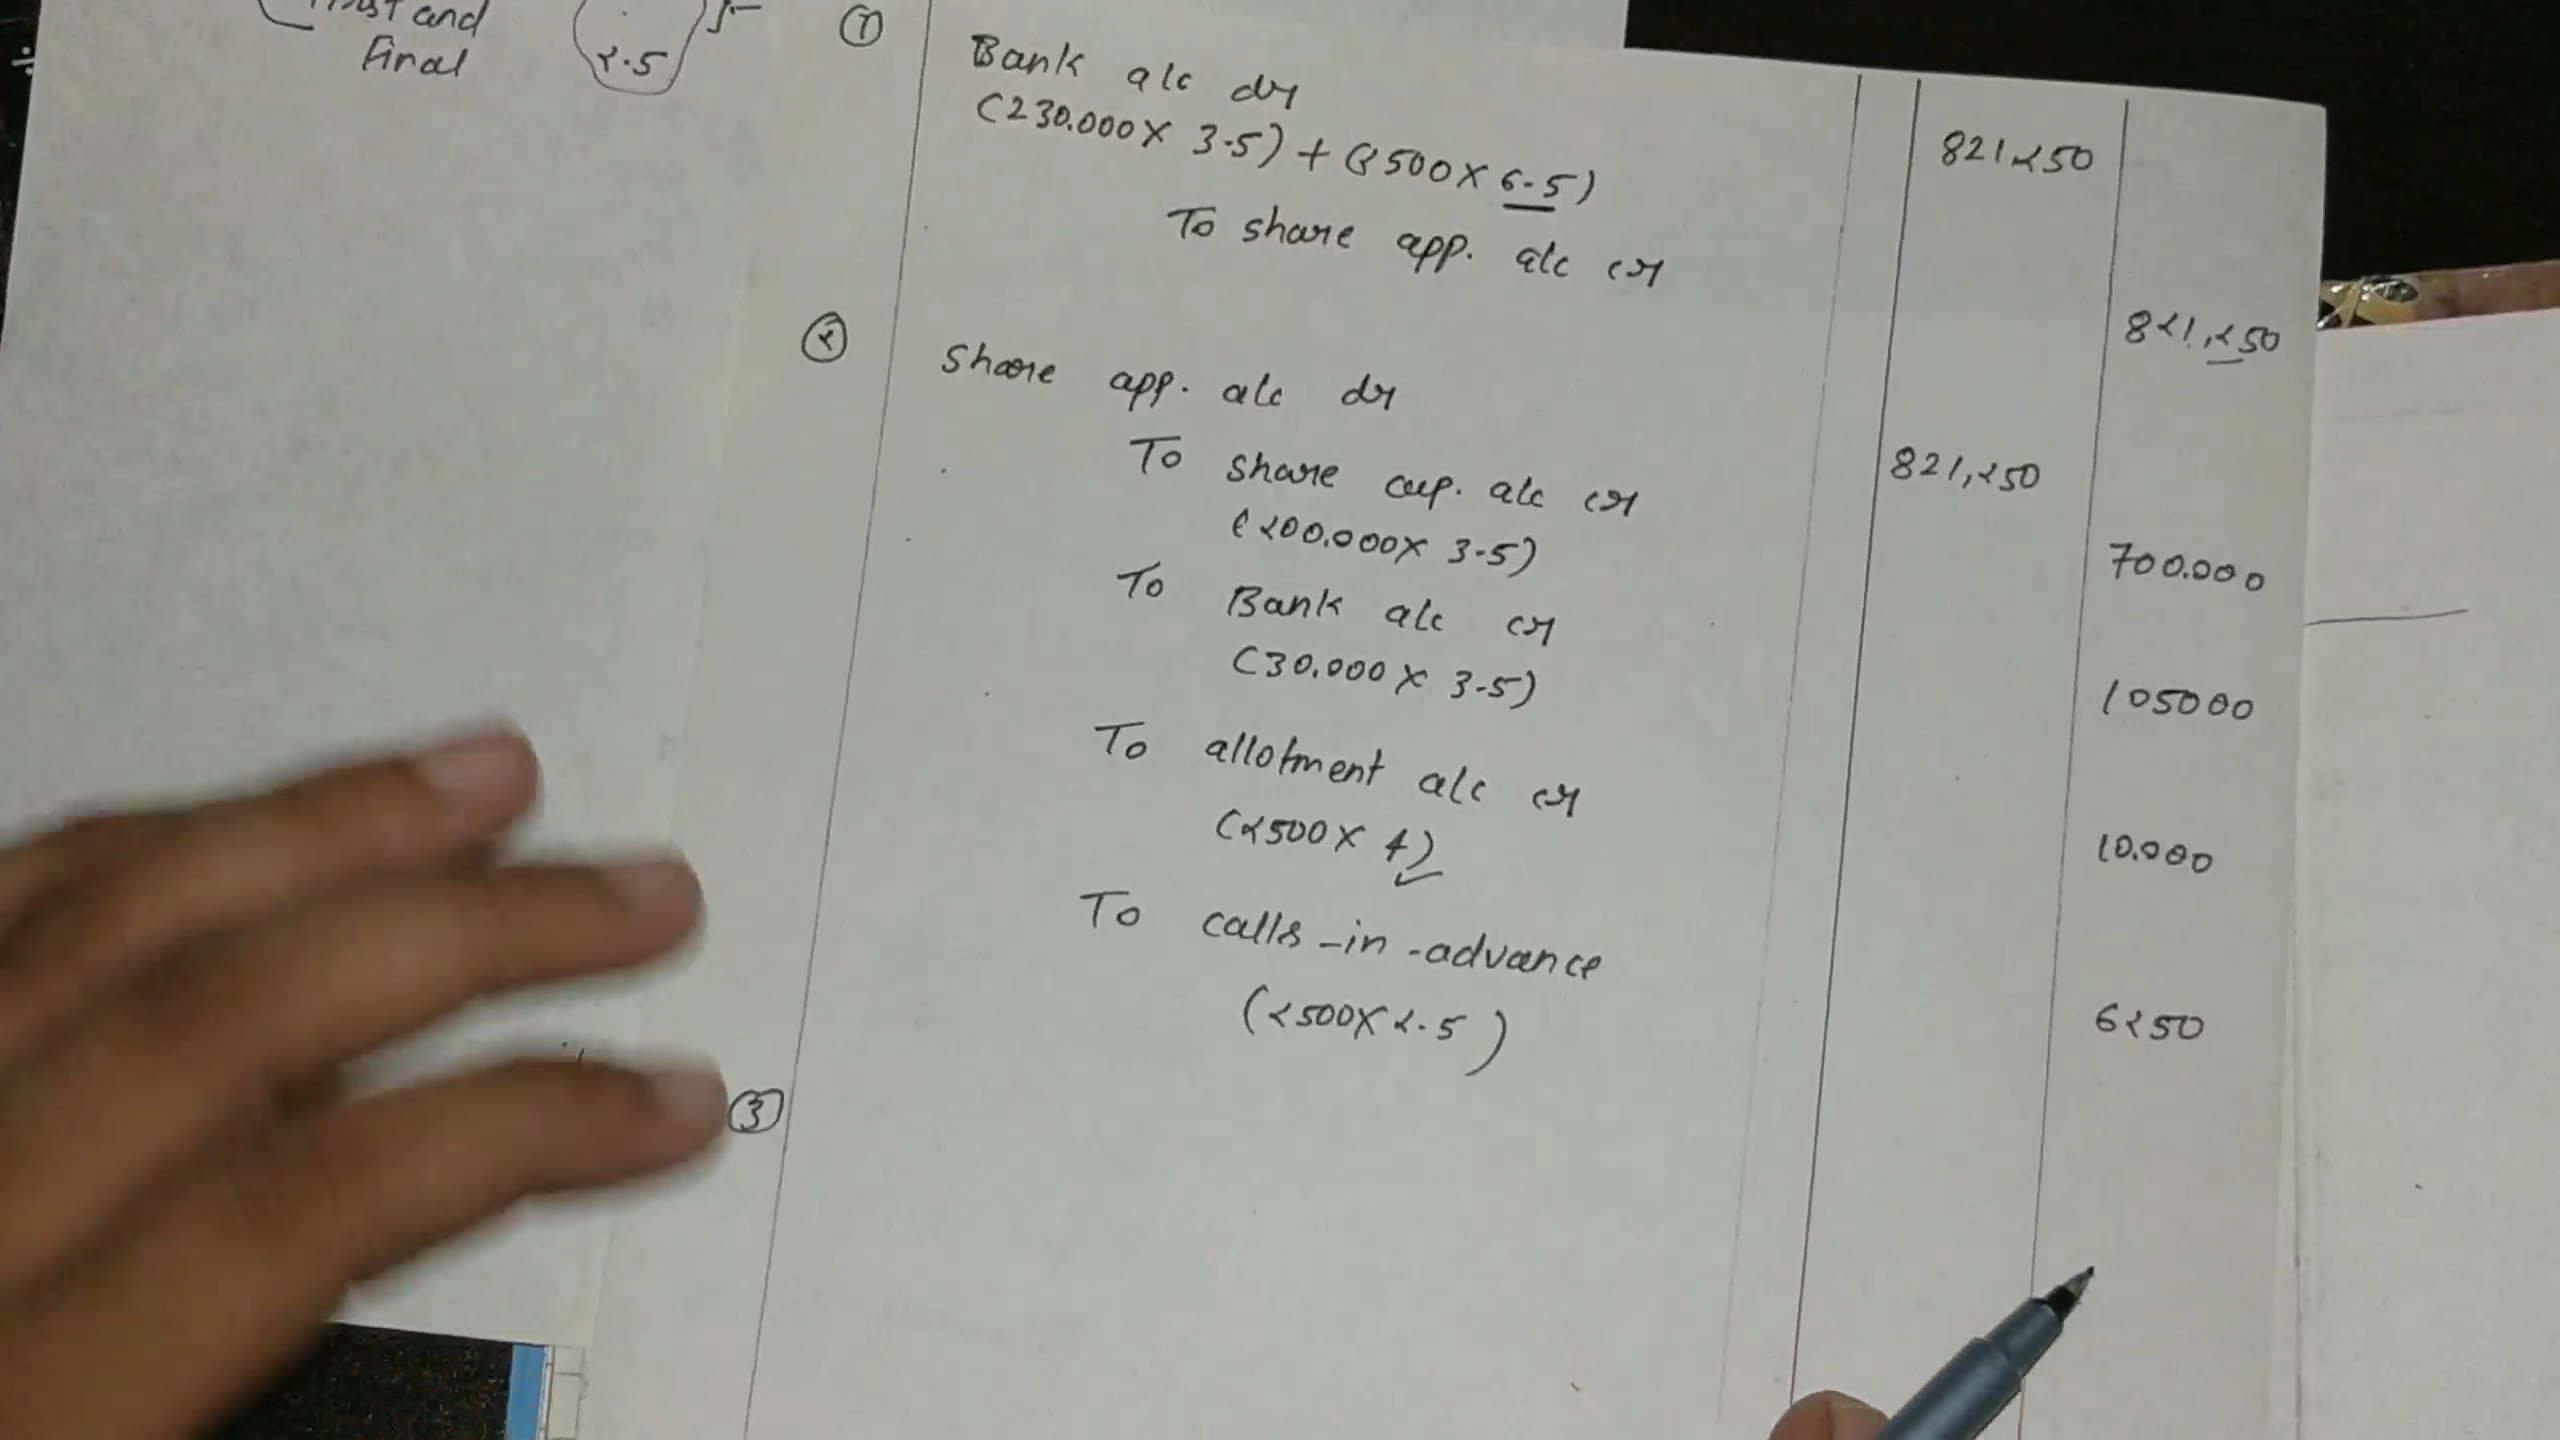 and
Final
2.5
①
Bank a/c dr
(230.000 X 3.5) + (2500 X 6.5)
821250
To share app. a/c cr
821,250
②
Share app. a/c dr
821,250
To share cap. a/c cr
(200.000 X 3.5)
700.000
To Bank a/c cr
(30.000 X 3.5)
105000
To allotment a/c cr
(2500 X 4)
10.000
To calls-in-advance
(2500 X 2.5)
6250
③